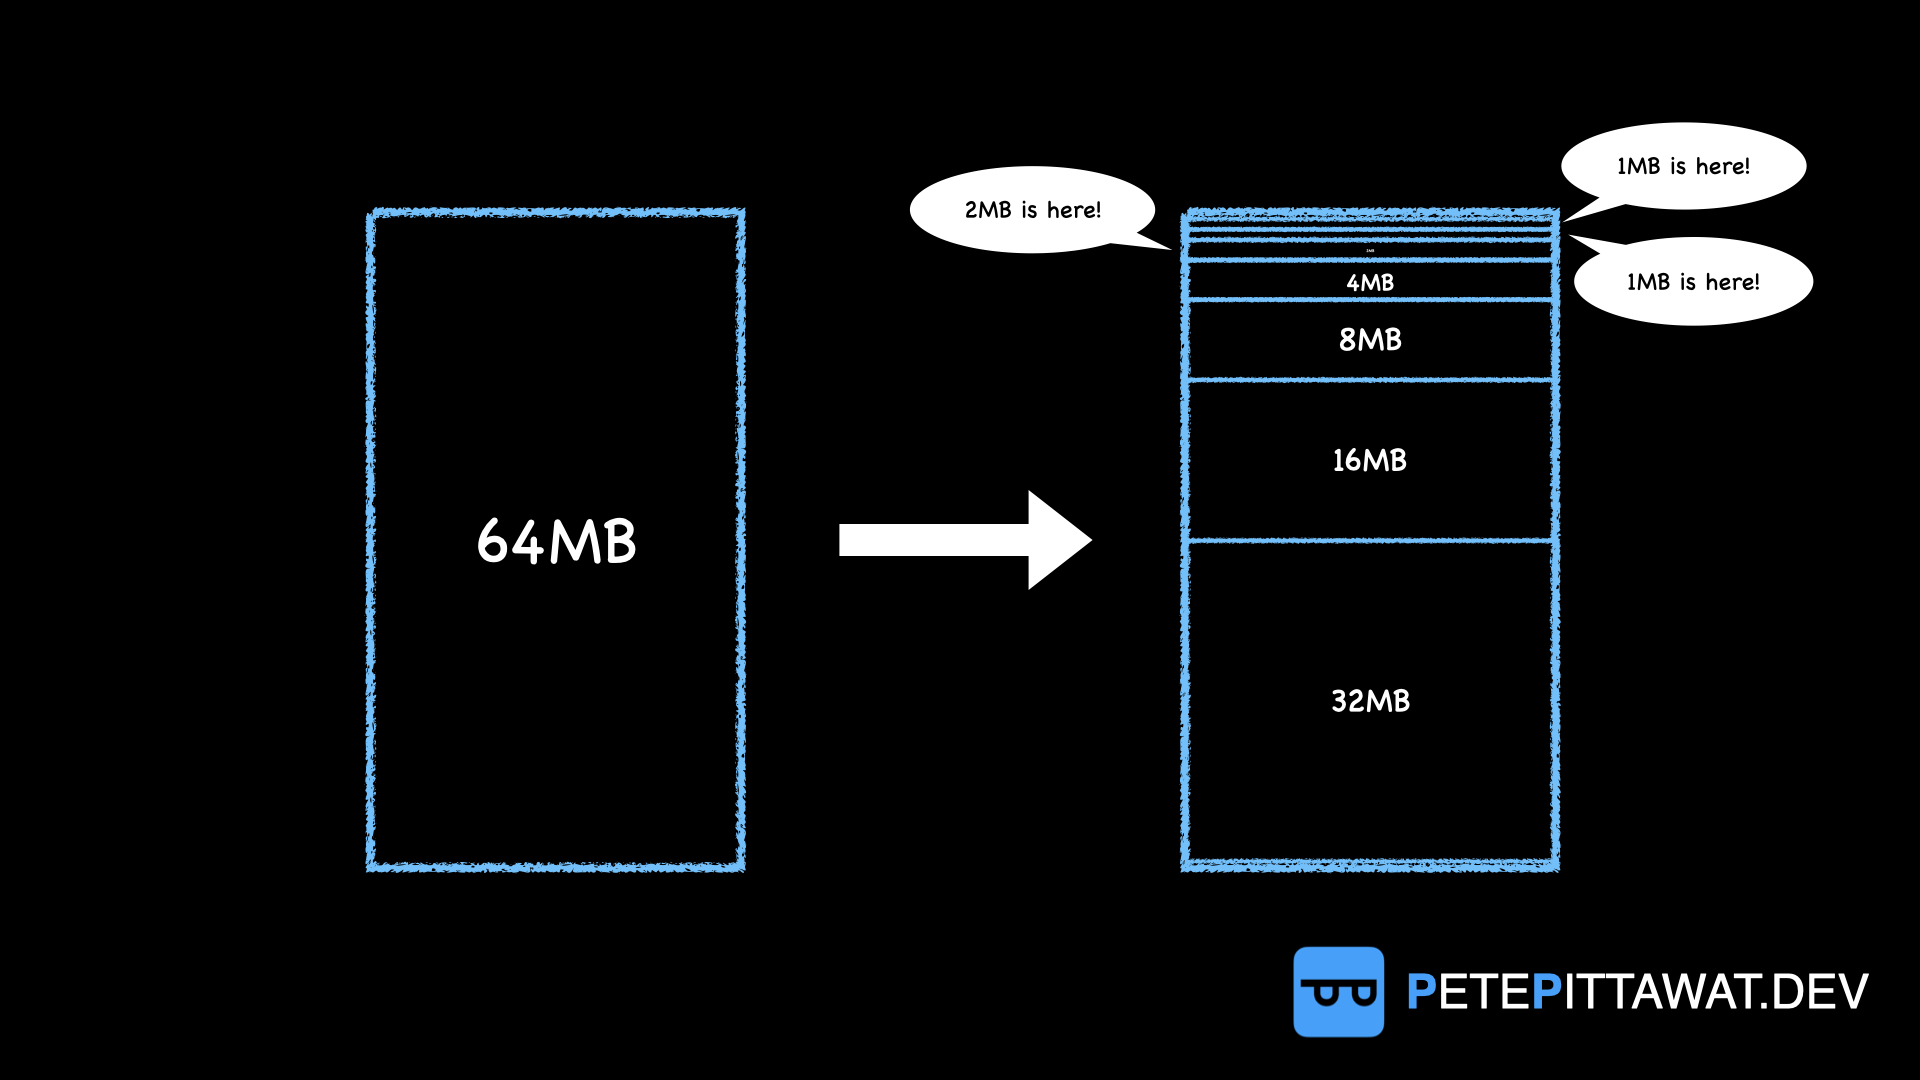 64MB
2MB is here!
1MB is here!
1MB is here!
4MB
8MB
16MB
32MB
PETEPITTAWAT.DEV